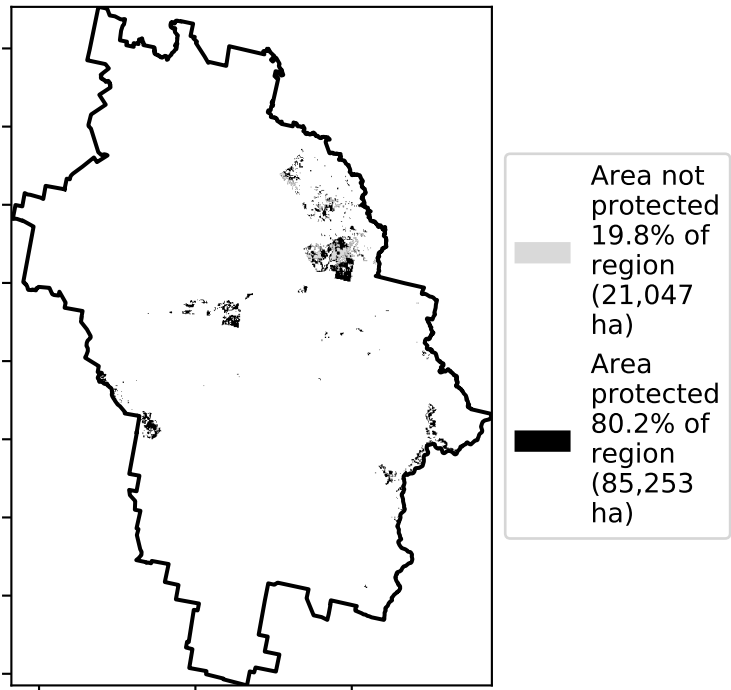 Area not
protected
19.8% of
region
(21,047
ha)
Area
protected
80.2% of
region
(85,253
ha)